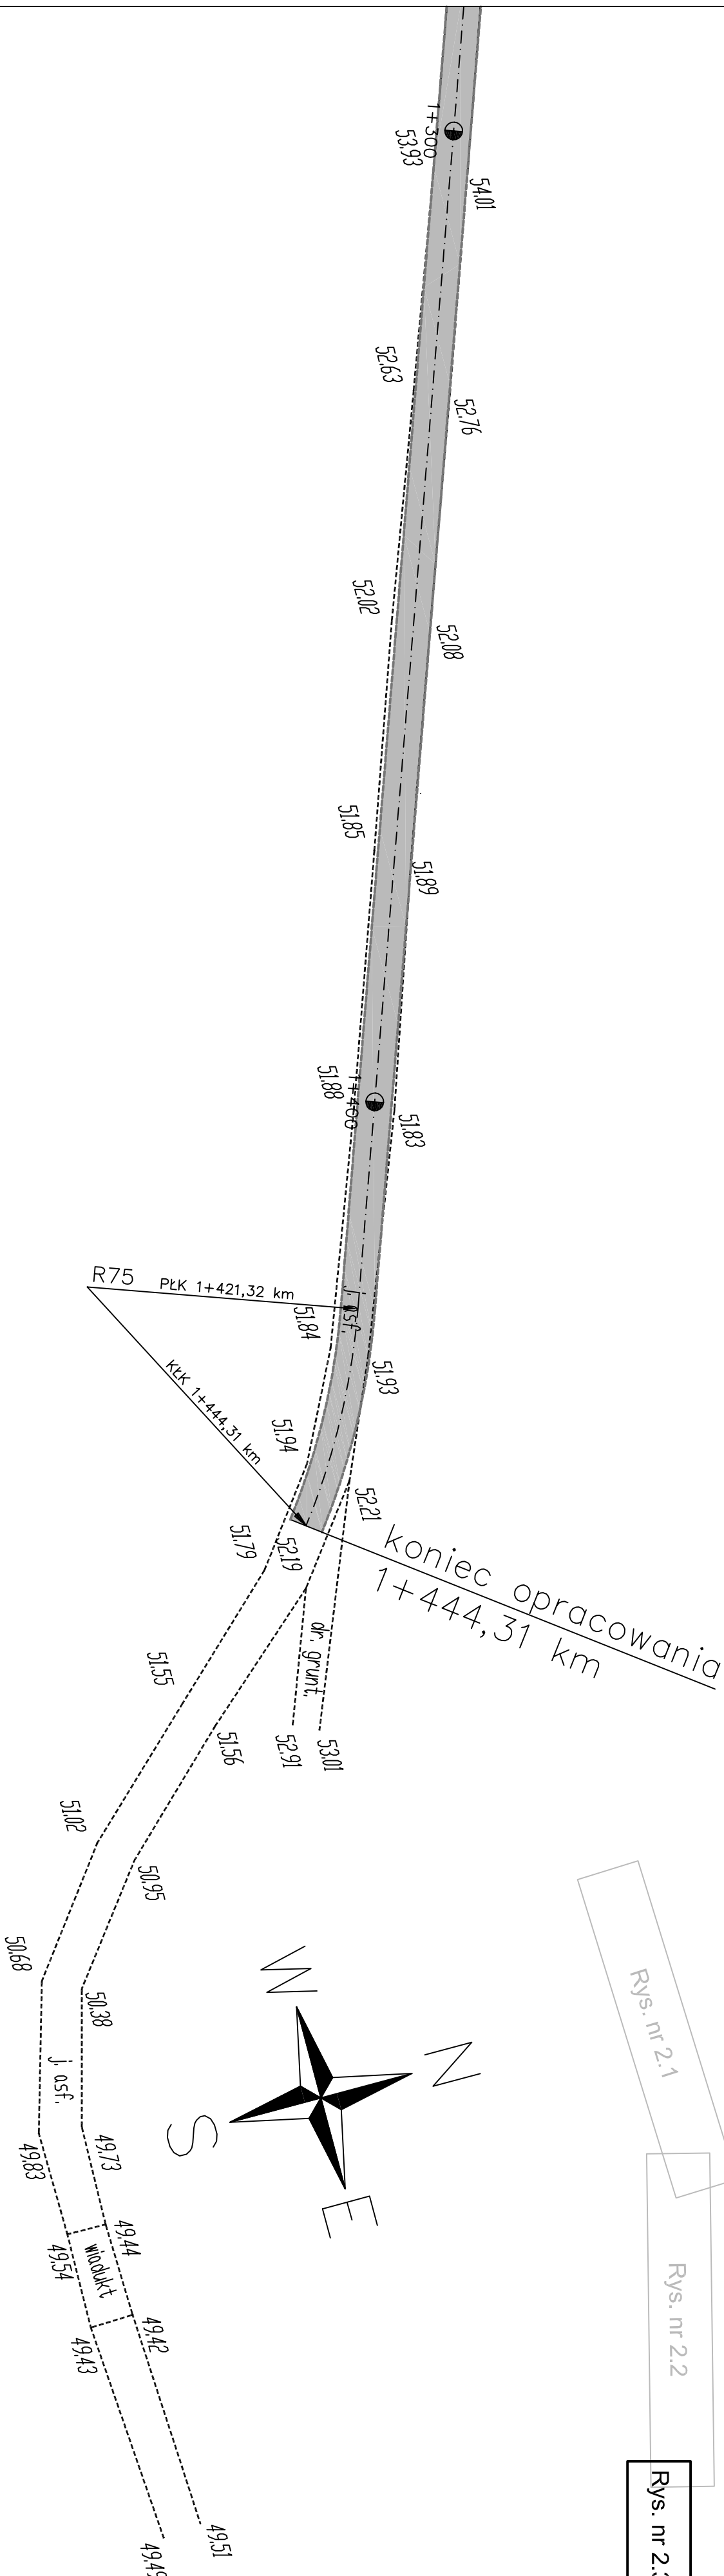 1+300
53,93
54,01
52,63
52,76
52,02
52,08
51,85
51,89
51,88
1+400
51,83
R75
PŁK 1+421,32 km
51,84
j. asf.
51,93
KŁK 1+444,31 km
51,94
52,21
51,79
52,19
koniec opracowania
1+444,31 km
dr. grunt.
51,55
51,56
52,91
53,01
51,02
50,95
50,68
50,38
j. asf.
W
N
S
E
49,83
49,73
49,54
wiadukt
49,44
49,43
49,42
49,51
49,49
Rys. nr 2.1
Rys. nr 2.2
Rys. nr 2.